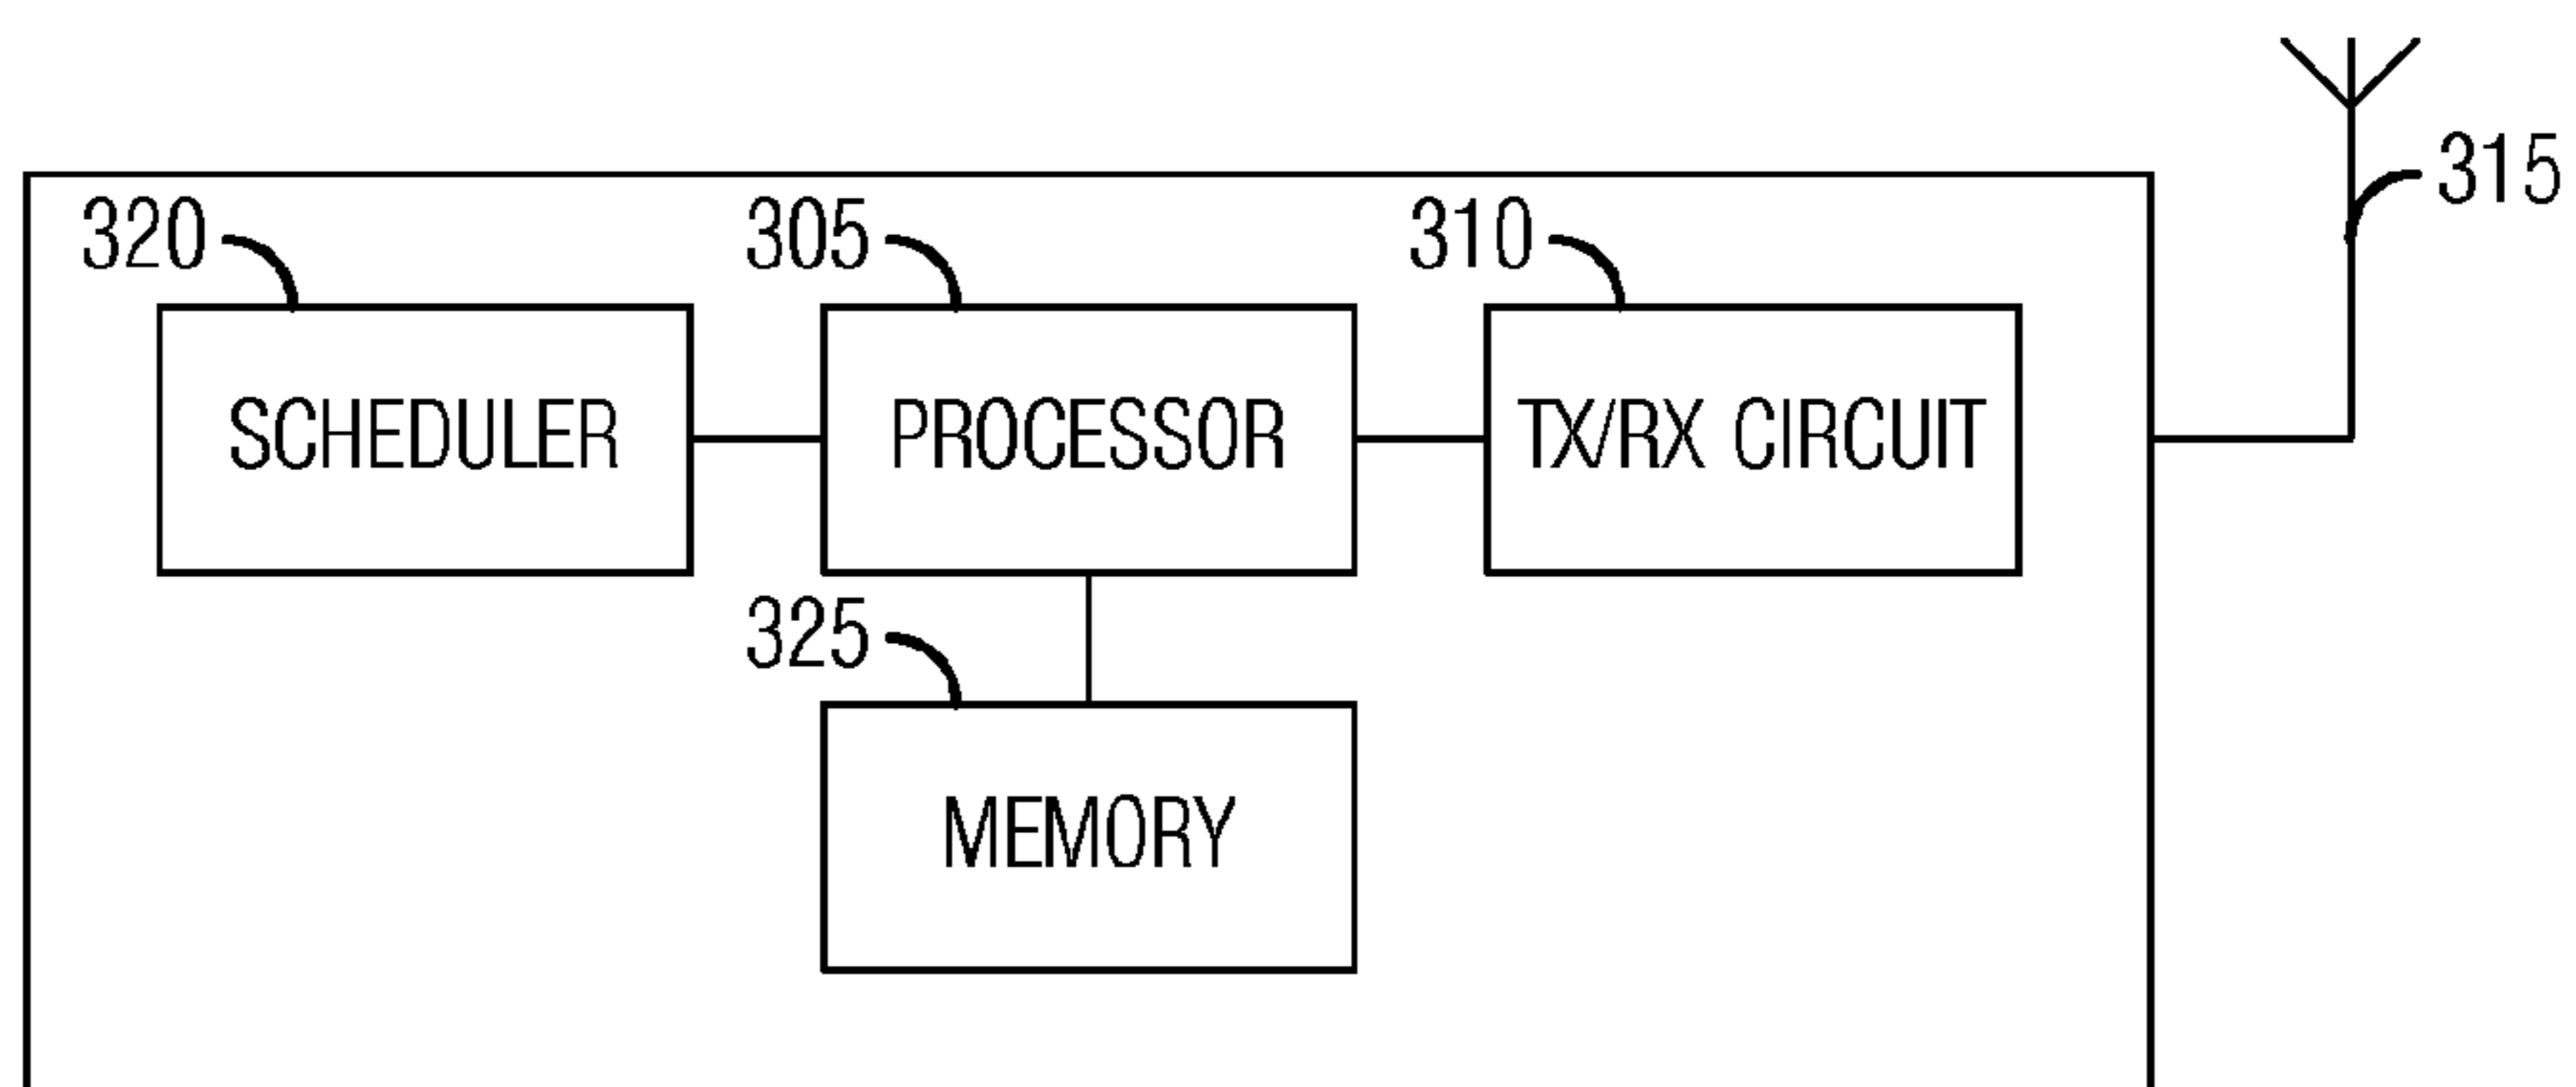 315
320 305 310
SCHEDULER PROCESSOR TX/RX CIRCUIT
325
MEMORY